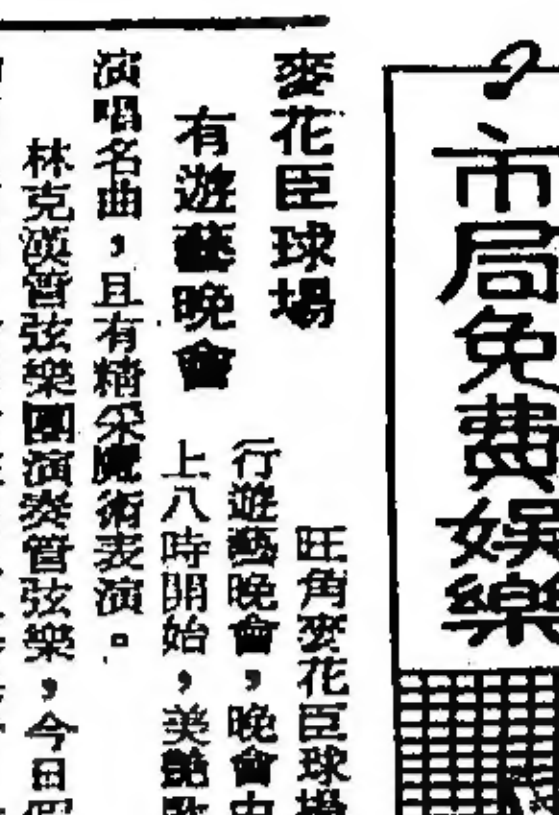 市局免費娛樂
麥花臣球場
有遊藝晚會
旺角麥花臣球場
行遊藝晚會，晚會由
上八時開始，美艷歌
演唱名曲，且有精采魔術表演。
林克漢管弦樂團演奏管弦樂，今日假